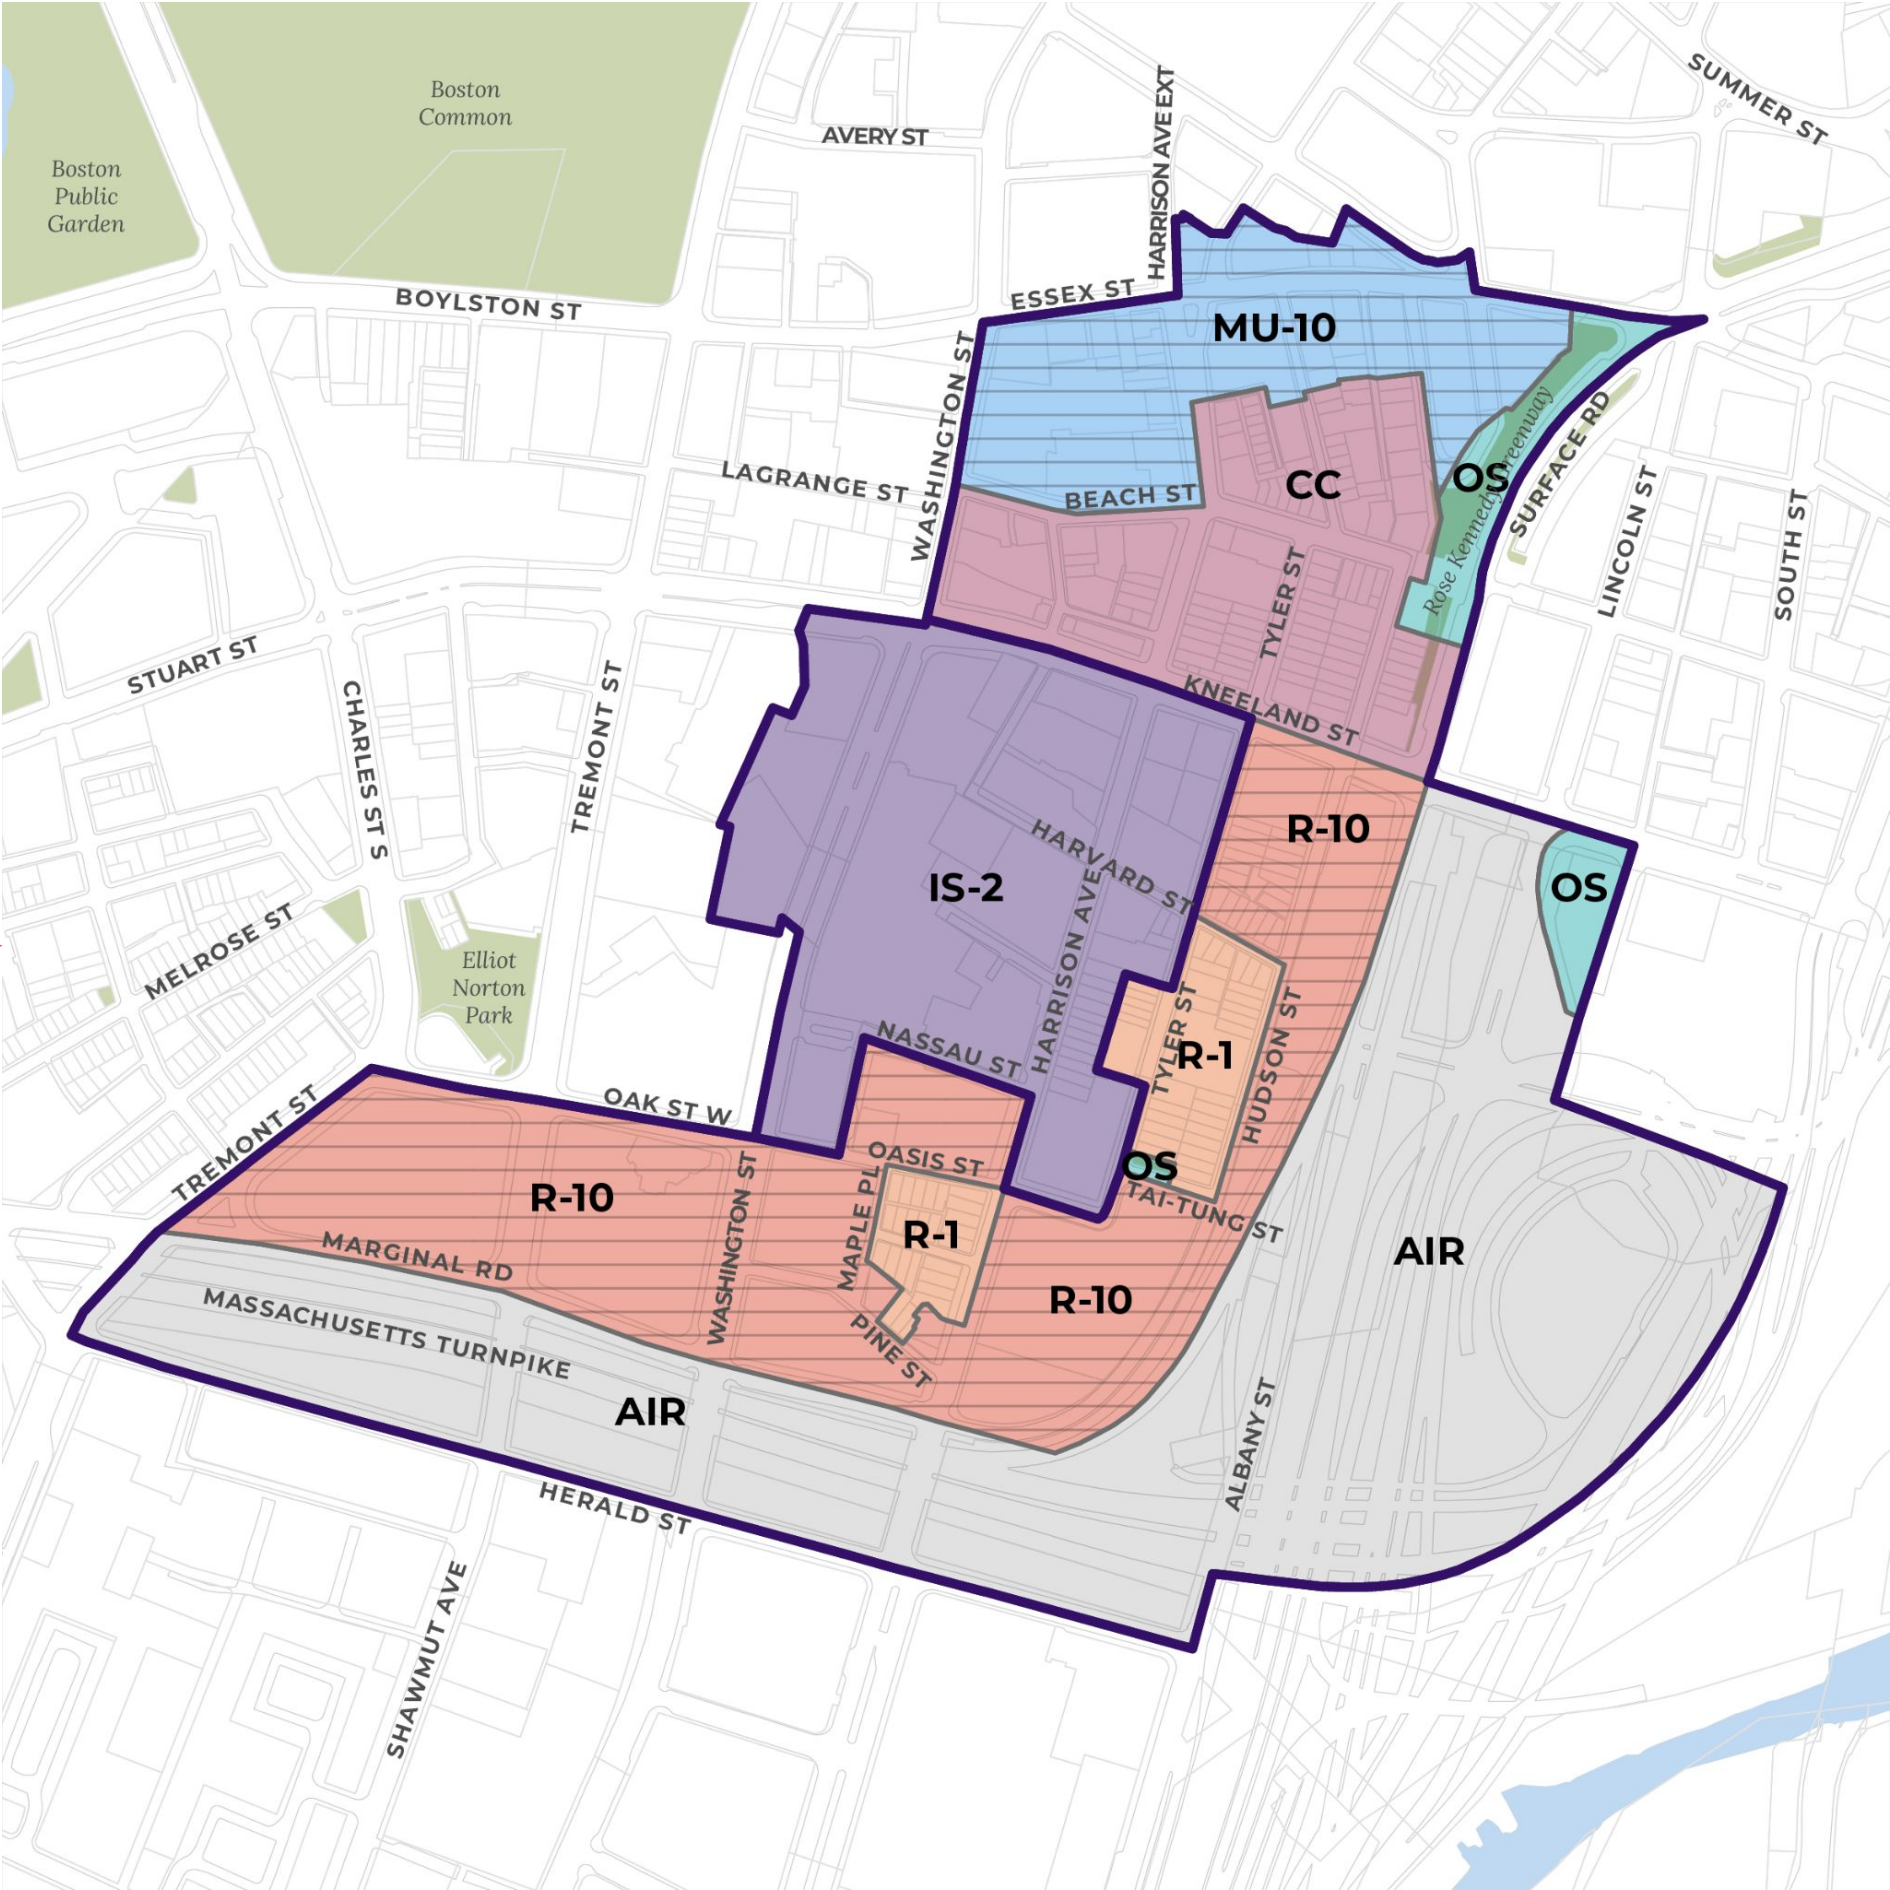 SUMMER ST
Boston
Common
AVERY ST
HARRISON AVE EXT
Boston
Public
Garden
BOYLSTON ST
ESSEX ST
MU-10
WASHINGTON ST
LAGRANGE ST
BEACH ST
CC
OS
Rose Kennedy Greenway
SURFACE RD
LINCOLN ST
SOUTH ST
STUART ST
CHARLES ST S
TREMONT ST
TYLER ST
KNEELAND ST
R-10
HARVARD ST
IS-2
OS
MELROSE ST
Elliot
Norton
Park
HARRISON AVE
NASSAU ST
TYLER ST
R-1
HUDSON ST
TREMONT ST
OAK ST W
OASIS ST
OS
TAI-TUNG ST
R-10
WASHINGTON ST
MAPLE PL
R-1
AIR
MARGINAL RD
R-10
MASSACHUSETTS TURNPIKE
PINE ST
AIR
ALBANY ST
HERALD ST
SHAWMUT AVE